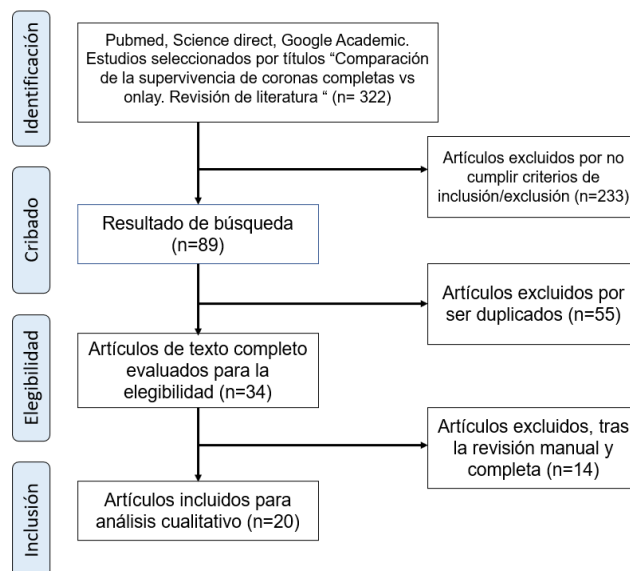 Identificación
Pubmed, Science direct, Google Academic.
Estudios seleccionados por títulos “Comparación
de la supervivencia de coronas completas vs
onlay. Revisión de literatura “ (n= 322)
Artículos excluidos por no
cumplir criterios de
inclusión/exclusión (n=233)
Cribado
Resultado de búsqueda
(n=89)
Artículos excluidos por
ser duplicados (n=55)
Elegibilidad
Artículos de texto completo
evaluados para la
elegibilidad (n=34)
Artículos excluidos, tras
la revisión manual y
completa (n=14)
Inclusión
Artículos incluidos para
análisis cualitativo (n=20)